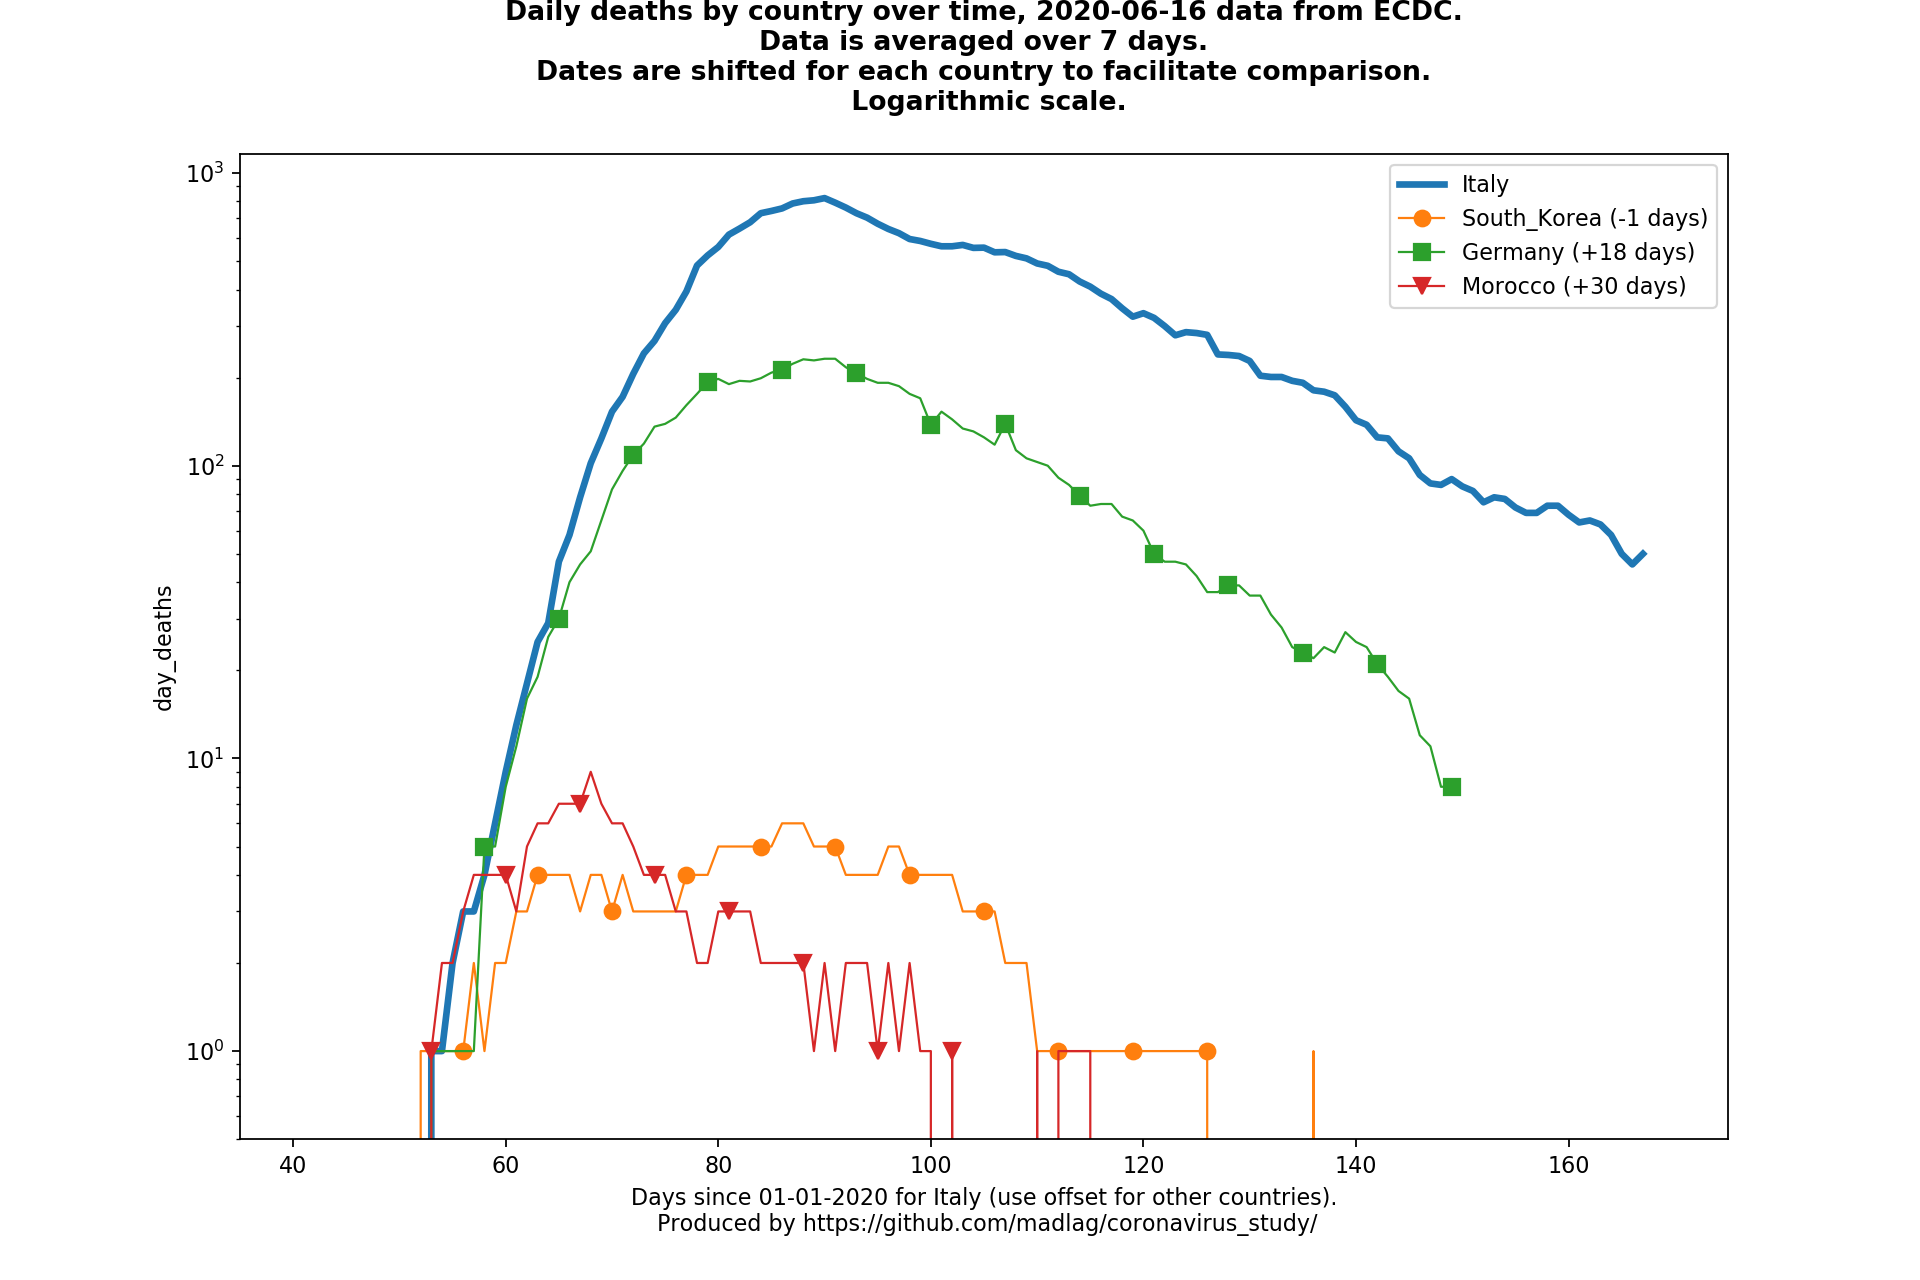 Daily deaths by country over time, 2020-06-16 data from ECDC.
Data is averaged over 7 days.
Dates are shifted for each country to facilitate comparison.
Logarithmic scale.
10³
10²
10¹
10⁰
day_deaths
Italy
South_Korea (-1 days)
Germany (+18 days)
Morocco (+30 days)
40 60 80 100 120 140 160
Days since 01-01-2020 for Italy (use offset for other countries).
Produced by https://github.com/madlag/coronavirus_study/